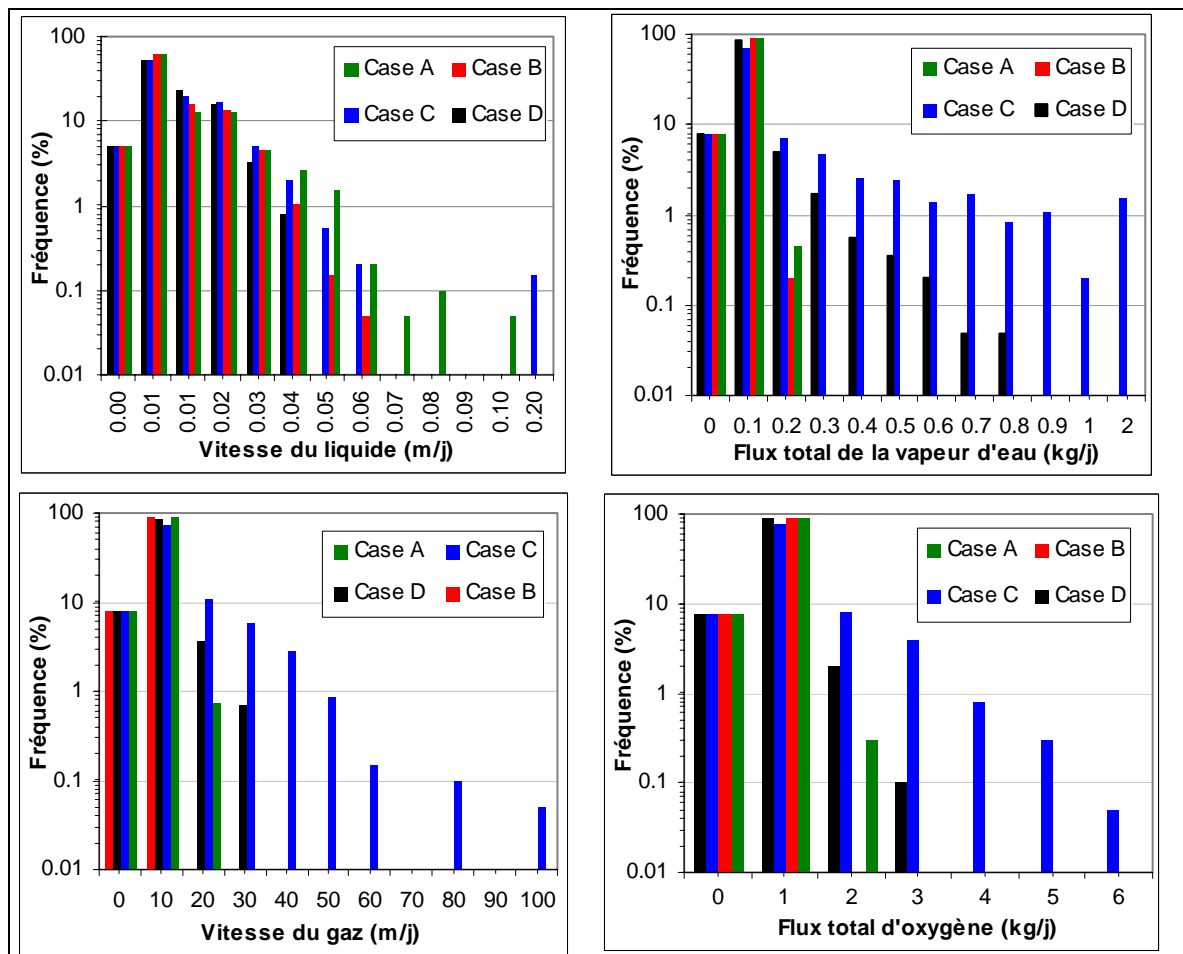 100
10
1
0.1
0.01
Fréquence (%)
Case A
Case B
Case C
Case D
0.00 0.01 0.01 0.02 0.03 0.04 0.05 0.06 0.07 0.08 0.09 0.10 0.20
Vitesse du liquide (m/j)
100
10
1
0.1
0.01
Fréquence (%)
Case A
Case B
Case C
Case D
0 0.1 0.2 0.3 0.4 0.5 0.6 0.7 0.8 0.9 1 2
Flux total de la vapeur d'eau (kg/j)
100
10
1
0.1
0.01
Fréquence (%)
Case A
Case C
Case D
Case B
0 10 20 30 40 50 60 70 80 90 100
Vitesse du gaz (m/j)
100
10
1
0.1
0.01
Fréquence (%)
Case A
Case B
Case C
Case D
0 1 2 3 4 5 6
Flux total d'oxygène (kg/j)